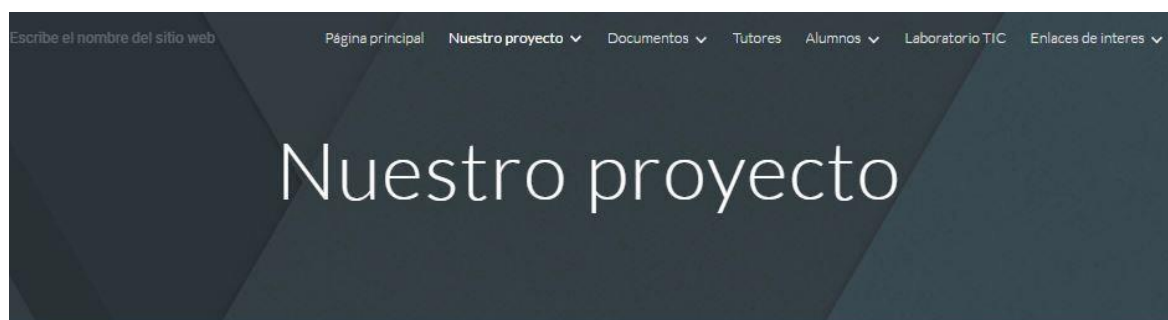 Escribe el nombre del sitio web Página principal Nuestro proyecto Documentos Tutores Alumnos Laboratorio TIC Enlaces de interes
Nuestro proyecto